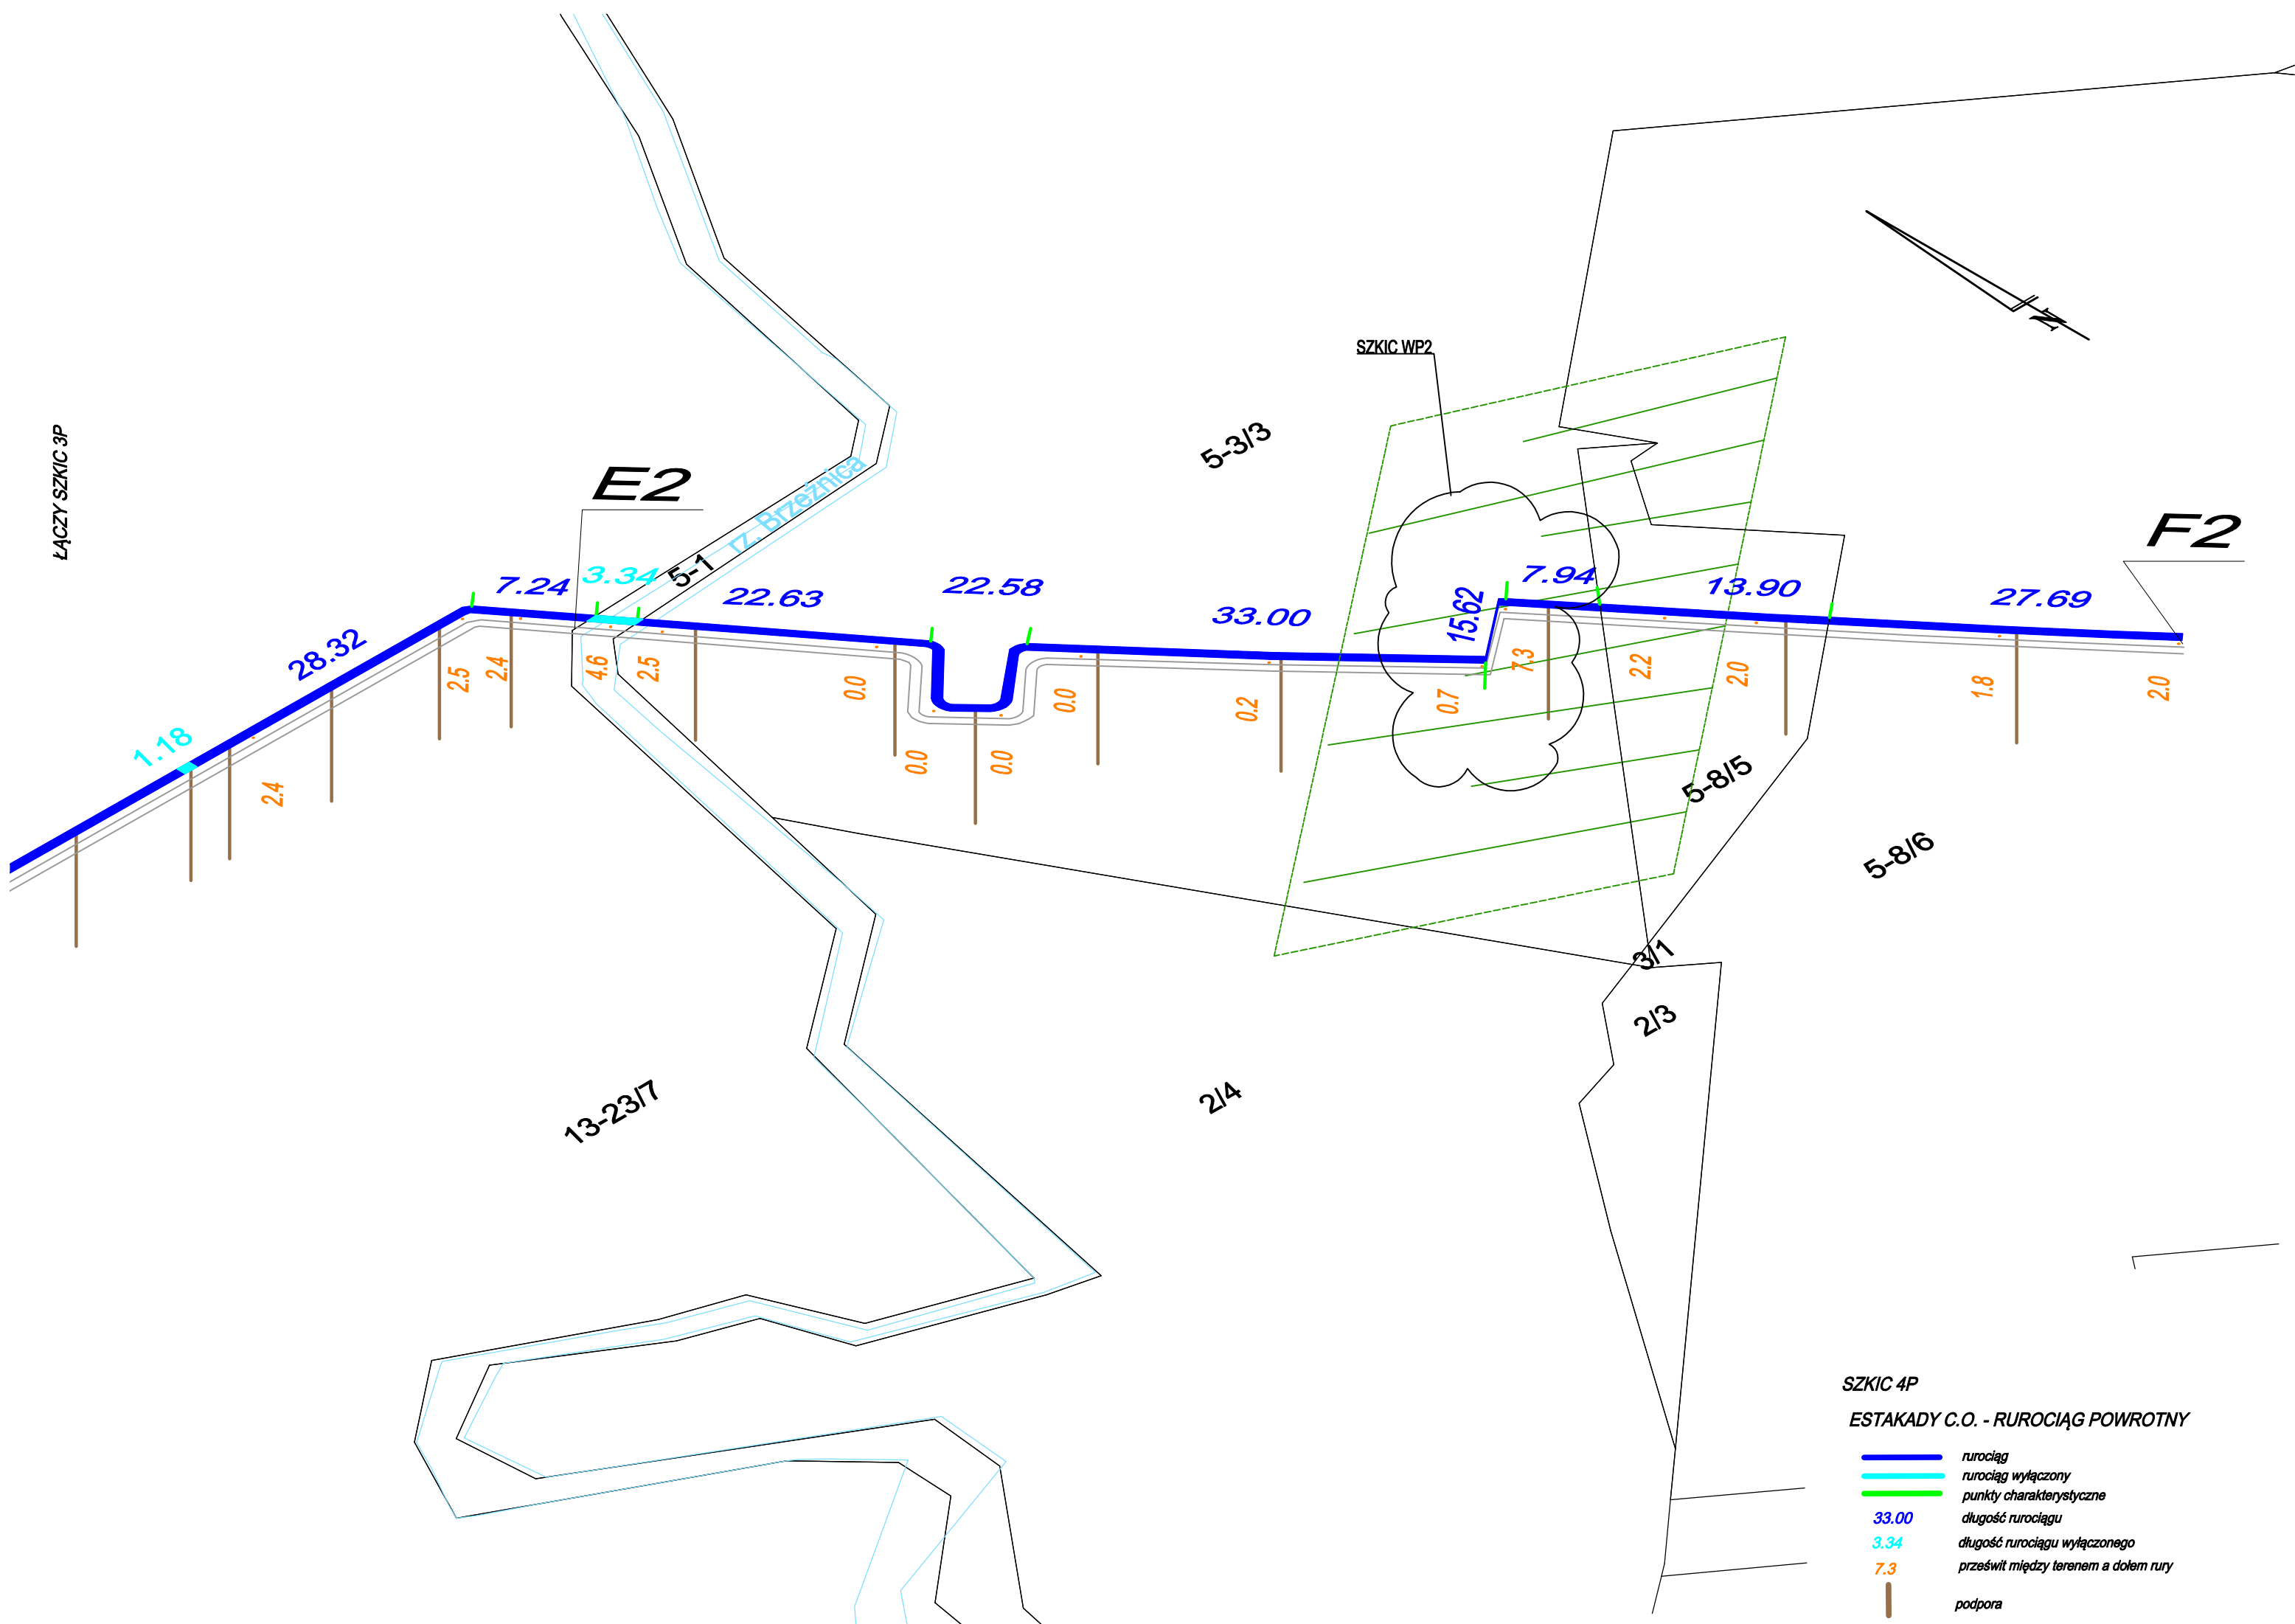 N
SZKIC WP2
5-3/3
ŁĄCZY SZKIC 3P
E2
rz. Brzeźnica
F2
5-1
7.24
3.34
22.63
22.58
33.00
15.62
7.94
13.90
27.69
28.32
1.18
2.5
2.4
4.6
2.5
0.0
0.0
0.2
0.7
7.3
2.2
2.0
1.8
2.0
0.0
0.0
2.4
5-8/5
5-8/6
3/1
2/3
13-23/7
2/4
SZKIC 4P
ESTAKADY C.O. - RUROCIĄG POWROTNY
rurociąg
rurociąg wyłączony
punkty charakterystyczne
33.00 długość rurociągu
3.34 długość rurociągu wyłączonego
7.3 prześwit między terenem a dołem rury
podpora